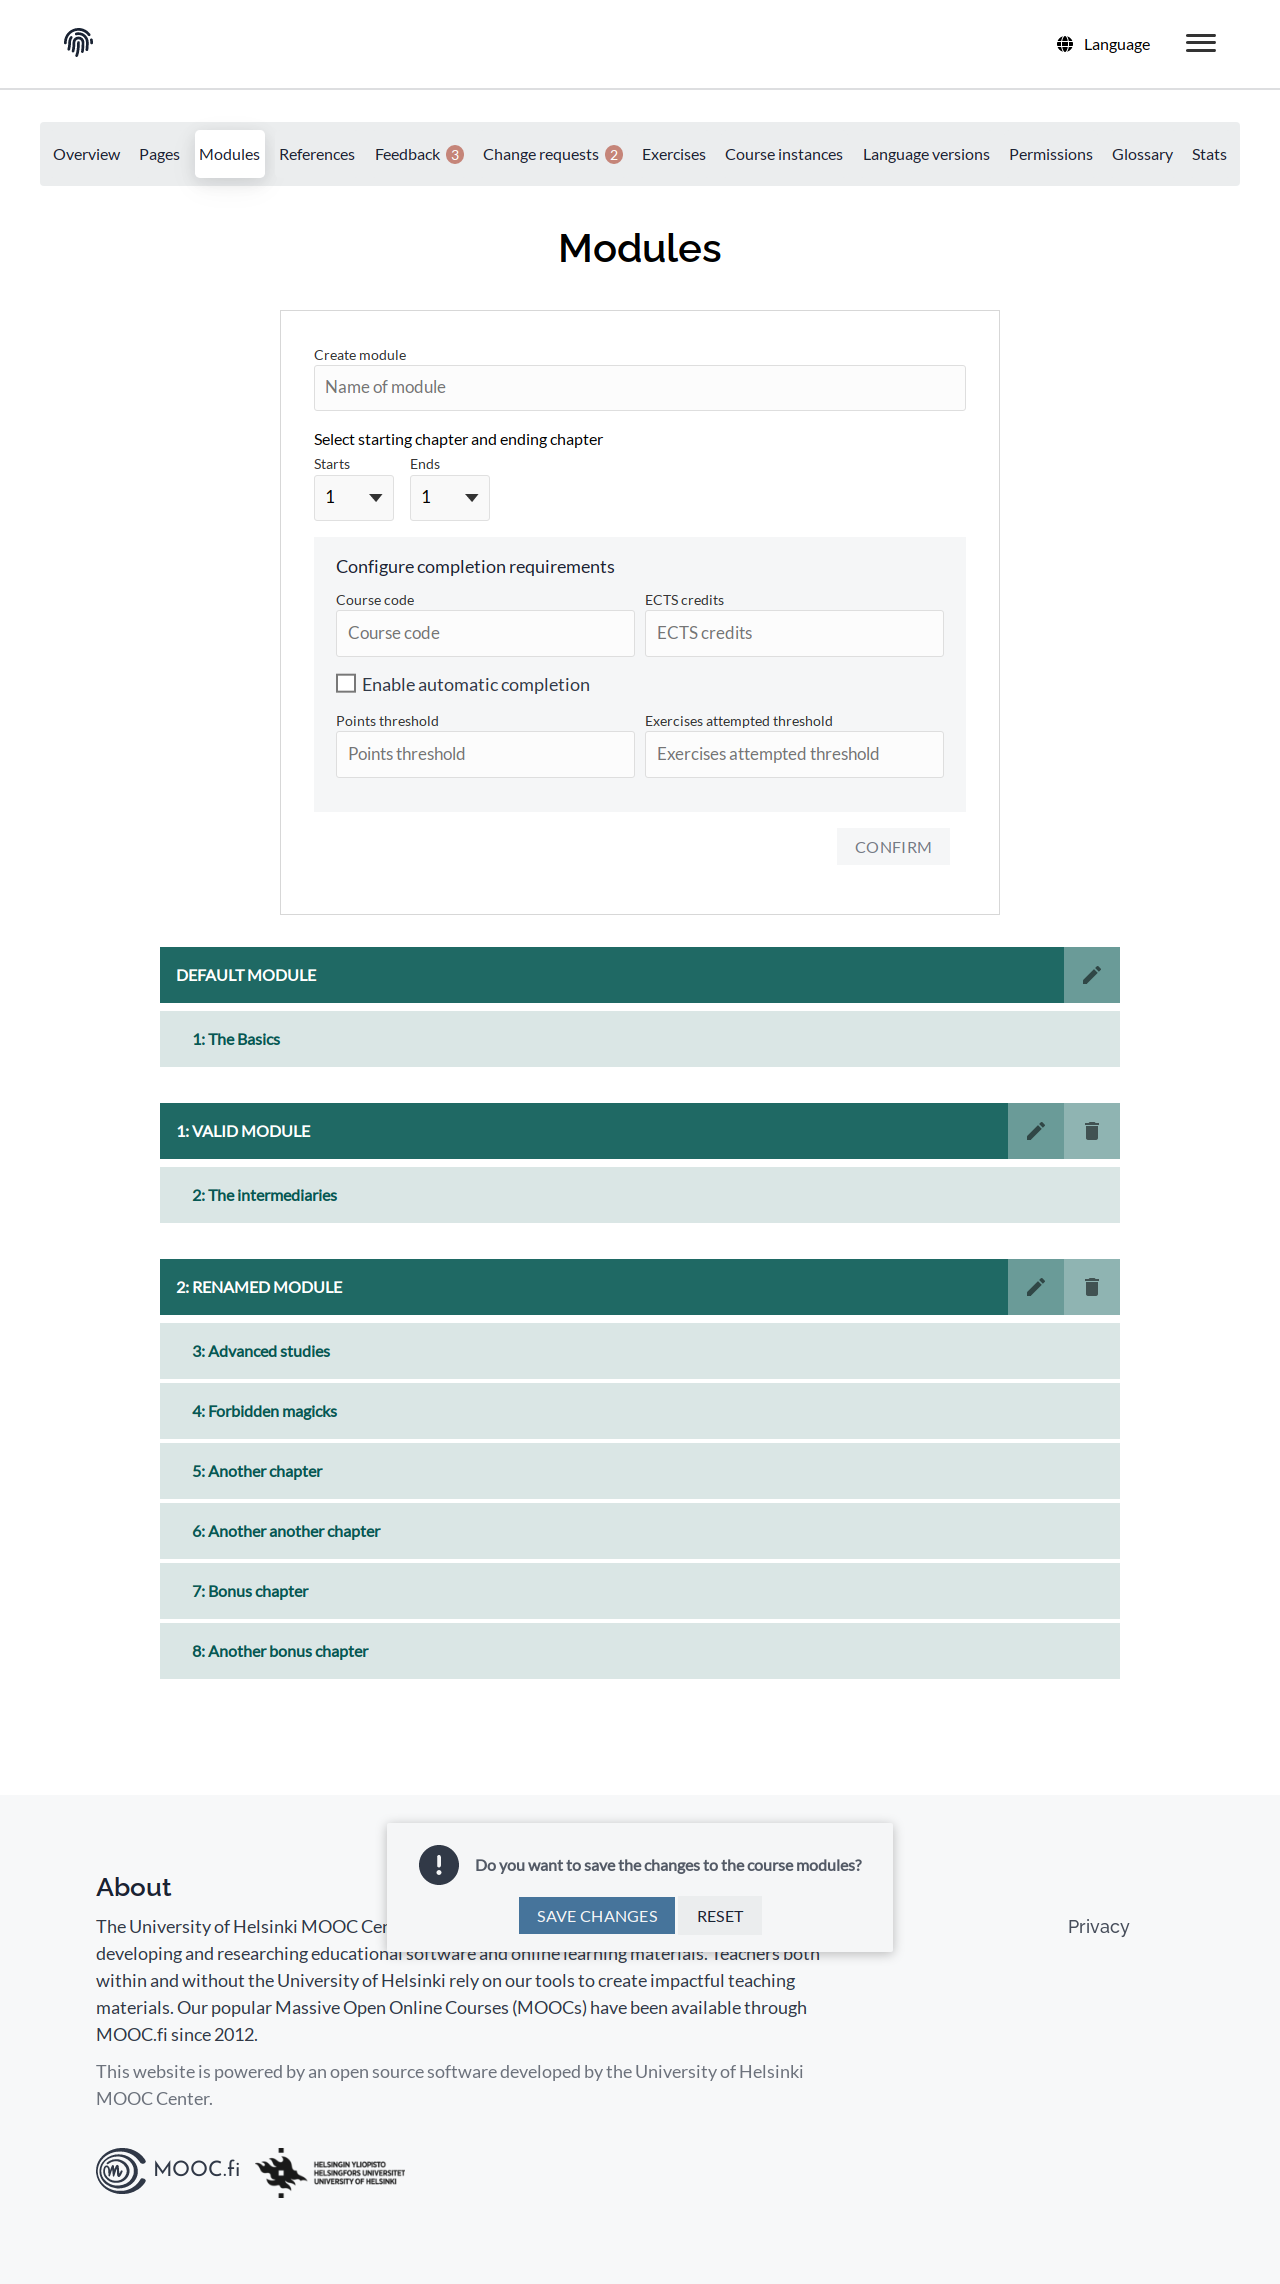 Language
Overview Pages Modules References Feedback 3 Change requests 2 Exercises Course instances Language versions Permissions Glossary Stats
Modules
Create module
Name of module
Select starting chapter and ending chapter
Starts Ends
1 1
Configure completion requirements
Course code ECTS credits
Course code ECTS credits
Enable automatic completion
Points threshold Exercises attempted threshold
Points threshold Exercises attempted threshold
CONFIRM
DEFAULT MODULE
1: The Basics
1: VALID MODULE
2: The intermediaries
2: RENAMED MODULE
3: Advanced studies
4: Forbidden magicks
5: Another chapter
6: Another another chapter
7: Bonus chapter
8: Another bonus chapter
Do you want to save the changes to the course modules?
SAVE CHANGES RESET
About
The University of Helsinki MOOC
Privacy
developing and researching educational software and online learning materials. Teachers both
within and without the University of Helsinki rely on our tools to create impactful teaching
materials. Our popular Massive Open Online Courses (MOOCs) have been available through
MOOC.fi since 2012.
This website is powered by an open source software developed by the University of Helsinki
MOOC Center.
MOOC.fi
HELSINGIN YLIOPISTO
HELSINGFORS UNIVERSITET
UNIVERSITY OF HELSINKI